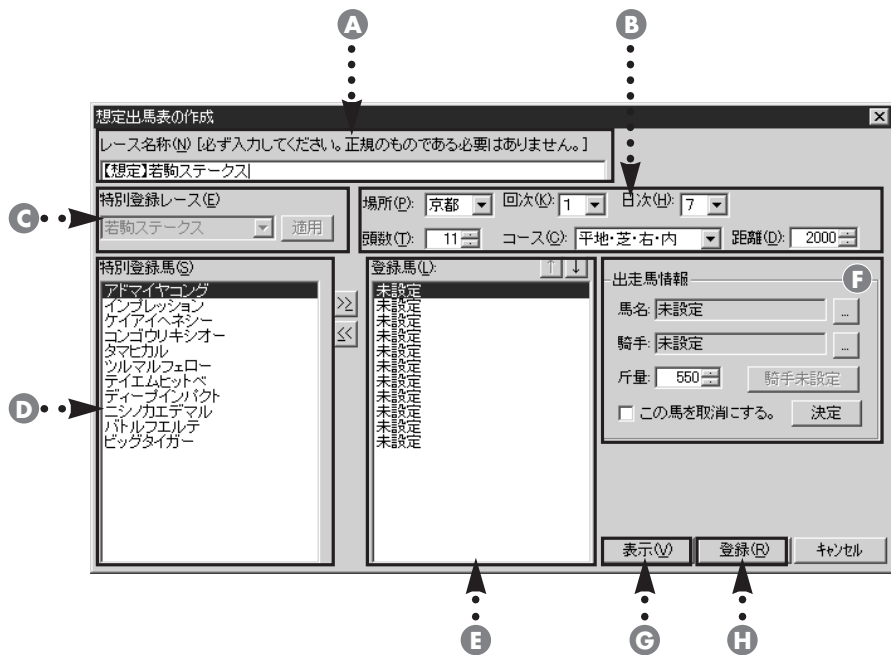 A
B
想定出馬表の作成
レース名称(N) [必ず入力してください。正規のものである必要はありません。]
【想定】若駒ステークス
C
特別登録レース(E)
若駒ステークス 適用
場所(P): 京都 回次(K): 1 日次(H): 7
頭数(T): 11 コース(C): 平地・芝・右・内 距離(D): 2000
D
特別登録馬(S)
アドマイヤコング
インプレッション
ケイアイヘネシー
コンゴウリキシオー
タマヒカル
ツルマルフェロー
テイエムヒットベ
ディープインパクト
ニシノカエデマル
バトルフエルテ
ビッグタイガー
>>
<<
登録馬(L): ↑ ↓
未設定
未設定
未設定
未設定
未設定
未設定
未設定
未設定
未設定
未設定
未設定
出走馬情報 F
馬名: 未設定 ...
騎手: 未設定 ...
斤量: 550 騎手未設定
この馬を取消にする。 決定
表示(V) 登録(R) キャンセル
E
G
H